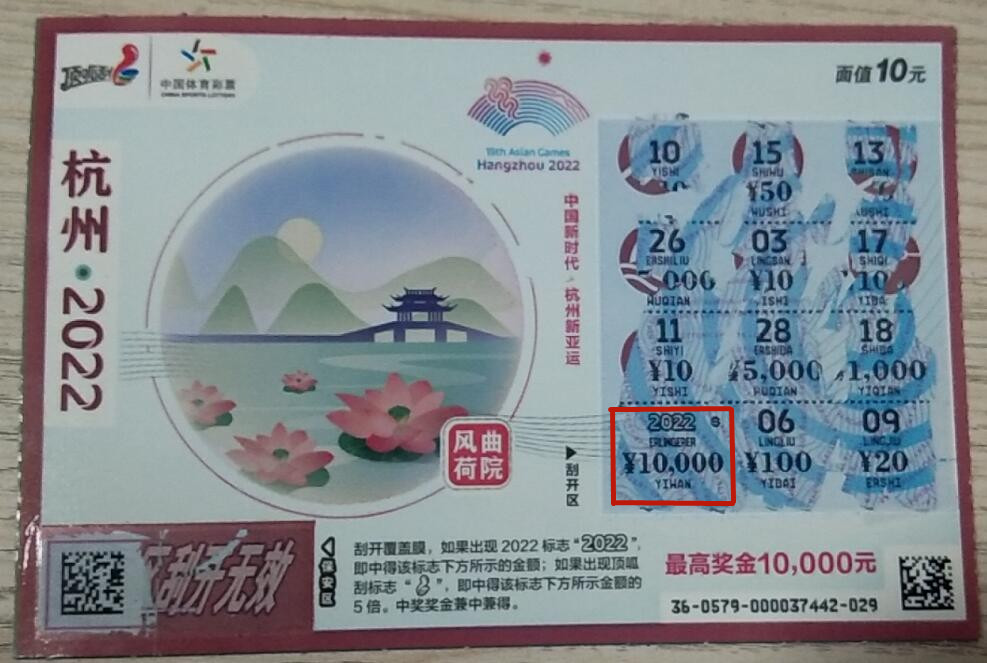 顶呱刮
中国体育彩票
CHINA SPORTS LOTTERY
面值10元
19th Asian Games
Hangzhou 2022
杭州·2022
中国新时代·杭州新亚运
10 15 13
YISHI SHIWU SHISAN
¥50
WUSHI
26 03 17
ERSHILIU LINGSAN SHIQI
¥10
WUQIAN YISHI YIBAI
11 28 18
SHIYI ERSHIBA SHIBA
¥10 ¥5,000 1,000
YISHI WUQIAN YIQIAN
2022 06 09
ERLINGERER LINGLIU LINGJIU
¥10,000 ¥100 ¥20
YIWAN YIBAI ERSHI
曲院
风荷
▶刮开区
保安区
刮开无效
刮开覆盖膜,如果出现2022标志“2022”,
即中得该标志下方所示的金额;如果出现顶呱
刮标志“ ”,即中得该标志下方所示金额的
5倍。中奖奖金兼中兼得。
最高奖金10,000元
36-0579-000037442-029